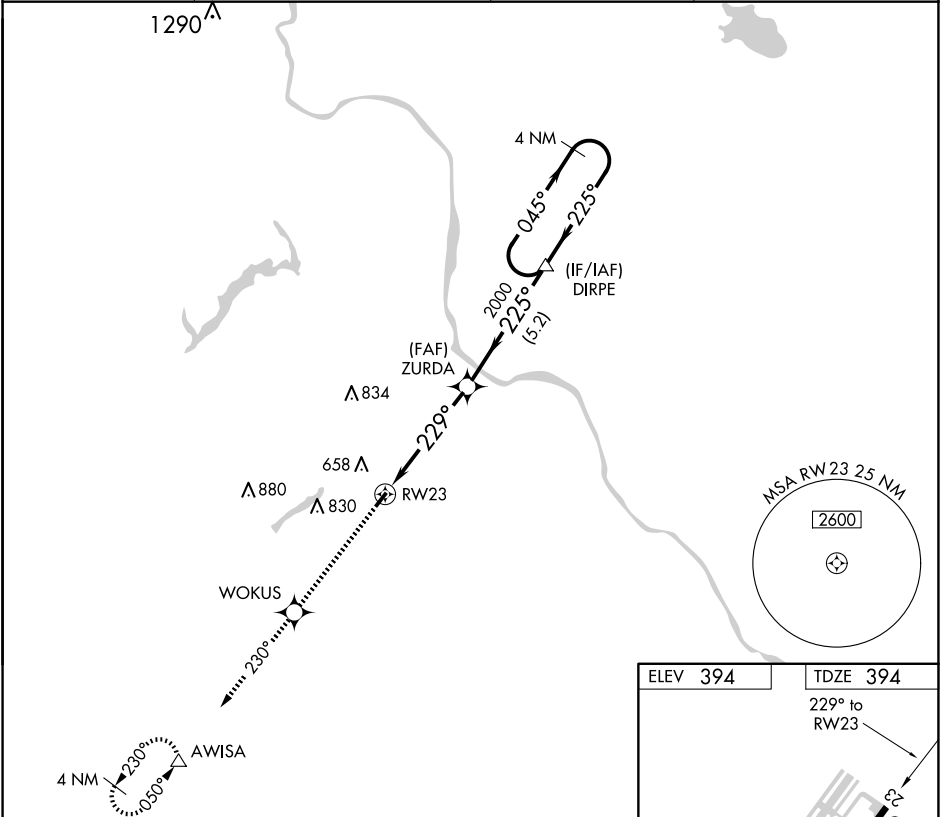 1290
4 NM
045°
225°
(IF/IAF)
DIRPE
2000
225°
(5.2)
(FAF)
ZURDA
834
229°
658
RW23
880
830
MSA RW 23 25 NM
2600
WOKUS
230°
ELEV 394
TDZE 394
229° to
RW23
AWISA
230°
4 NM
050°
23